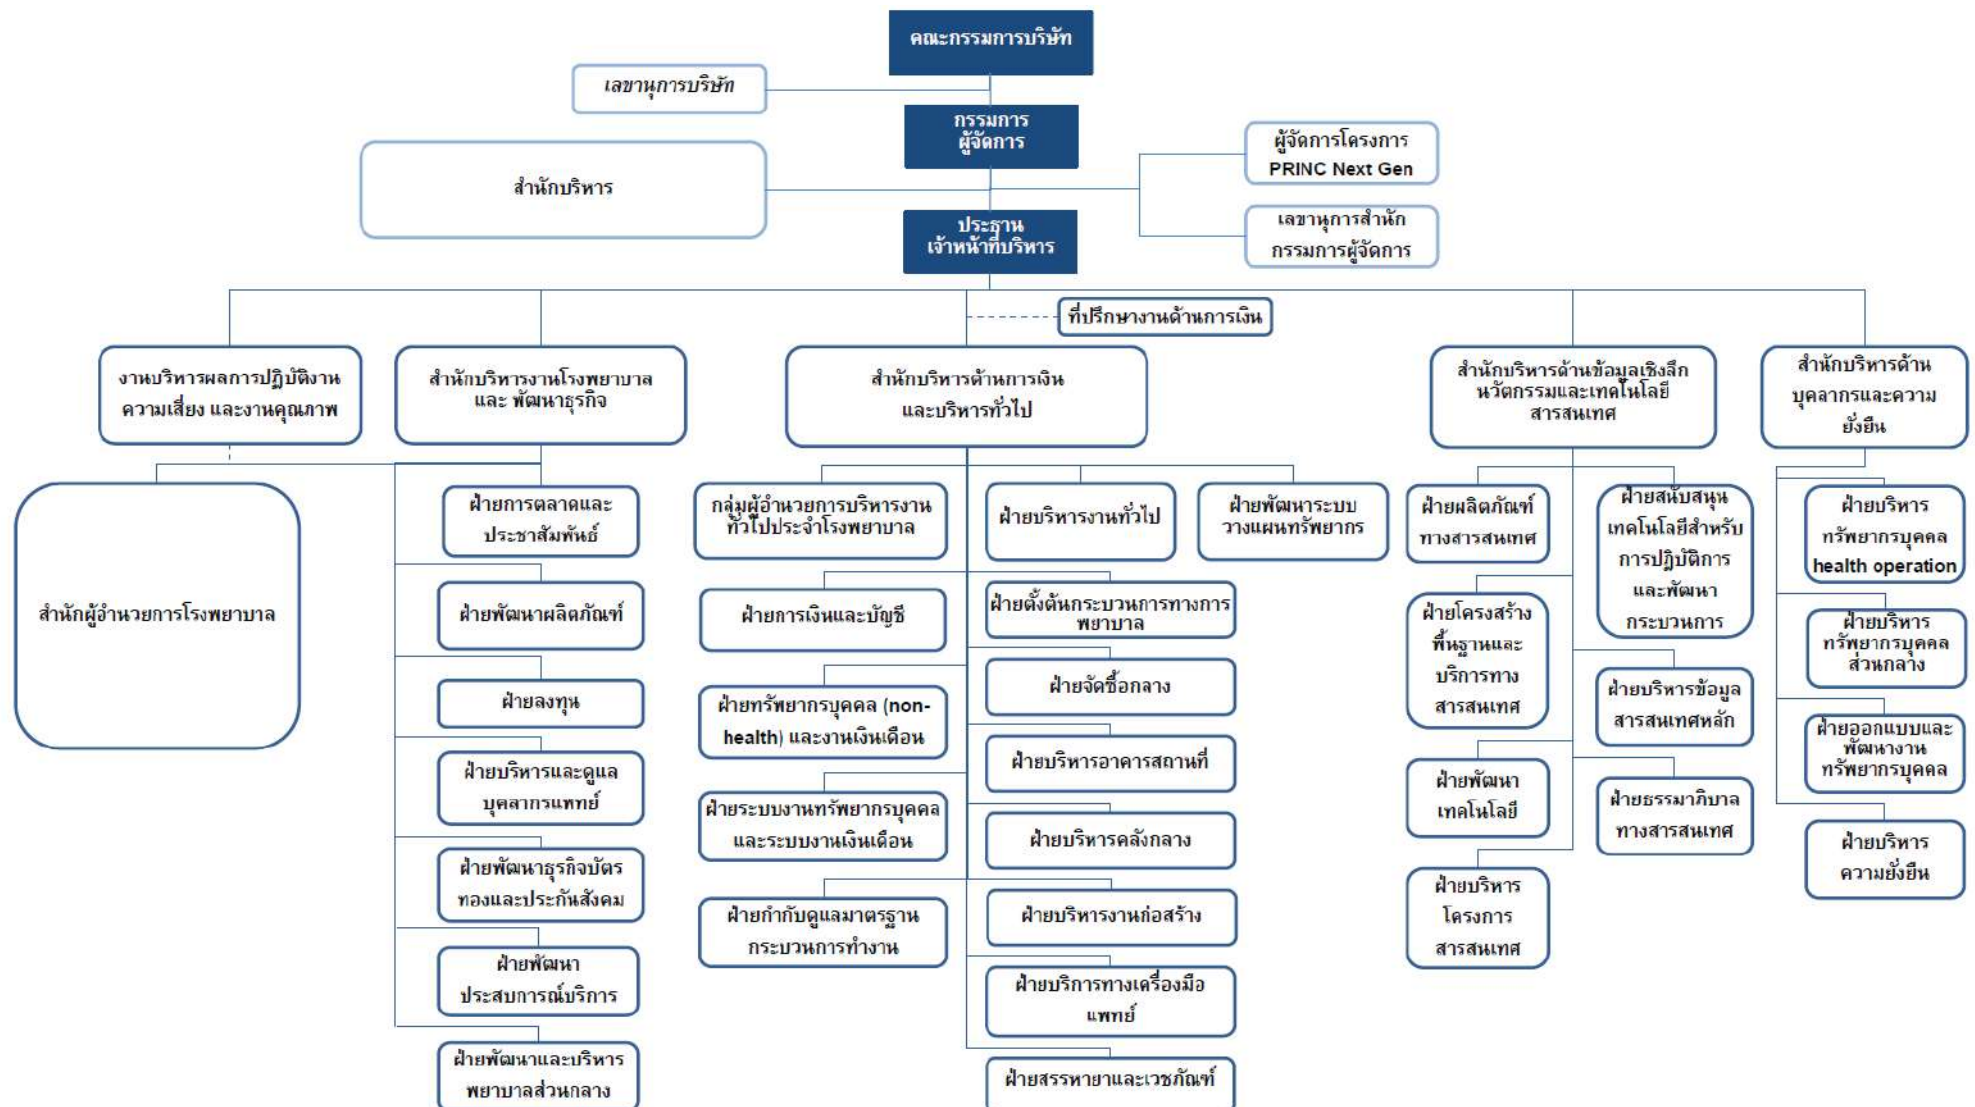 คณะกรรมการบริษัท
เลขานุการบริษัท
กรรมการ
ผู้จัดการ
ผู้จัดการโครงการ
PRINC Next Gen
สำนักบริหาร
เลขานุการสำนัก
กรรมการผู้จัดการ
ประธาน
เจ้าหน้าที่บริหาร
ที่ปรึกษางานด้านการเงิน
งานบริหารผลการปฏิบัติงาน
ความเสี่ยง และงานคุณภาพ
สำนักบริหารงานโรงพยาบาล
และ พัฒนาธุรกิจ
สำนักบริหารด้านการเงิน
และบริหารทั่วไป
สำนักบริหารด้านข้อมูลเชิงลึก
นวัตกรรมและเทคโนโลยี
สารสนเทศ
สำนักบริหารด้าน
บุคลากรและความ
ยั่งยืน
สำนักผู้อำนวยการโรงพยาบาล
ฝ่ายการตลาดและ
ประชาสัมพันธ์
ฝ่ายพัฒนาผลิตภัณฑ์
ฝ่ายลงทุน
ฝ่ายบริหารและดูแล
บุคลากรแพทย์
ฝ่ายพัฒนาธุรกิจบัตร
ทองและประกันสังคม
ฝ่ายพัฒนา
ประสบการณ์บริการ
ฝ่ายพัฒนาและบริหาร
พยาบาลส่วนกลาง
กลุ่มผู้อำนวยการบริหารงาน
ทั่วไปประจำโรงพยาบาล
ฝ่ายบริหารงานทั่วไป
ฝ่ายพัฒนาระบบ
วางแผนทรัพยากร
ฝ่ายการเงินและบัญชี
ฝ่ายทรัพยากรบุคคล (non-
health) และงานเงินเดือน
ฝ่ายระบบงานทรัพยากรบุคคล
และระบบงานเงินเดือน
ฝ่ายกำกับดูแลมาตรฐาน
กระบวนการทำงาน
ฝ่ายตั้งต้นกระบวนการทางการ
พยาบาล
ฝ่ายจัดซื้อกลาง
ฝ่ายบริหารอาคารสถานที่
ฝ่ายบริหารคลังกลาง
ฝ่ายบริหารงานก่อสร้าง
ฝ่ายบริการทางเครื่องมือ
แพทย์
ฝ่ายสรรหายาและเวชภัณฑ์
ฝ่ายผลิตภัณฑ์
ทางสารสนเทศ
ฝ่ายโครงสร้าง
พื้นฐานและ
บริการทาง
สารสนเทศ
ฝ่ายพัฒนา
เทคโนโลยี
ฝ่ายบริหาร
โครงการ
สารสนเทศ
ฝ่ายสนับสนุน
เทคโนโลยีสำหรับ
การปฏิบัติการ
และพัฒนา
กระบวนการ
ฝ่ายบริหารข้อมูล
สารสนเทศหลัก
ฝ่ายธรรมาภิบาล
ทางสารสนเทศ
ฝ่ายบริหาร
ทรัพยากรบุคคล
health operation
ฝ่ายบริหาร
ทรัพยากรบุคคล
ส่วนกลาง
ฝ่ายออกแบบและ
พัฒนางาน
ทรัพยากรบุคคล
ฝ่ายบริหาร
ความยั่งยืน